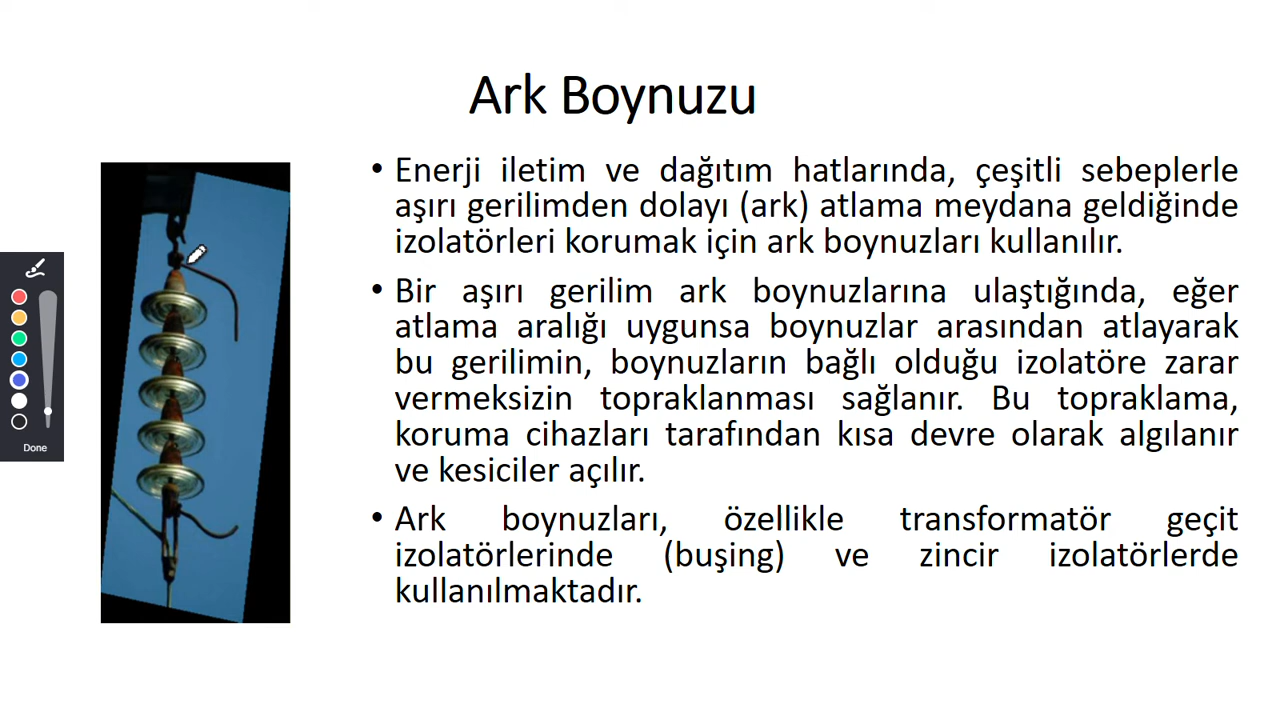 Ark Boynuzu
• Enerji iletim ve dağıtım hatlarında, çeşitli sebeplerle
aşırı gerilimden dolayı (ark) atlama meydana geldiğinde
izolatörleri korumak için ark boynuzları kullanılır.
• Bir aşırı gerilim ark boynuzlarına ulaştığında, eğer
atlama aralığı uygunsa boynuzlar arasından atlayarak
bu gerilimin, boynuzların bağlı olduğu izolatöre zarar
vermeksizin topraklanması sağlanır. Bu topraklama,
koruma cihazları tarafından kısa devre olarak algılanır
ve kesiciler açılır.
• Ark boynuzları, özellikle transformatör geçit
izolatörlerinde (buşing) ve zincir izolatörlerde
kullanılmaktadır.
Done